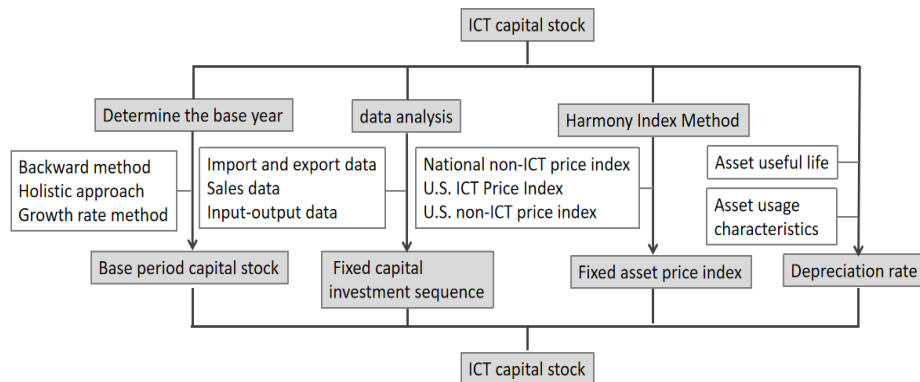 ICT capital stock
Determine the base year
data analysis
Harmony Index Method
Backward method
Holistic approach
Growth rate method
Import and export data
Sales data
Input-output data
National non-ICT price index
U.S. ICT Price Index
U.S. non-ICT price index
Asset useful life
Asset usage
characteristics
Base period capital stock
Fixed capital
investment sequence
Fixed asset price index
Depreciation rate
ICT capital stock